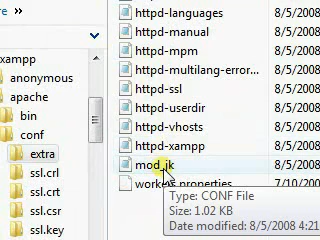 re
xampp
anonymous
apache
bin
conf
extra
ssl.crl
ssl.crt
ssl.csr
ssl.key
httpd-languages 8/5/2008
httpd-manual 8/5/2008
httpd-mpm 8/5/2008
httpd-multilang-error... 8/5/2008
httpd-ssl 8/5/2008
httpd-userdir 8/5/2008
httpd-vhosts 8/5/2008
httpd-xampp 8/5/2008
mod_jk 8/5/2008
workers.properties 7/10/200
Type: CONF File
Size: 1.02 KB
Date modified: 8/5/2008 4:21